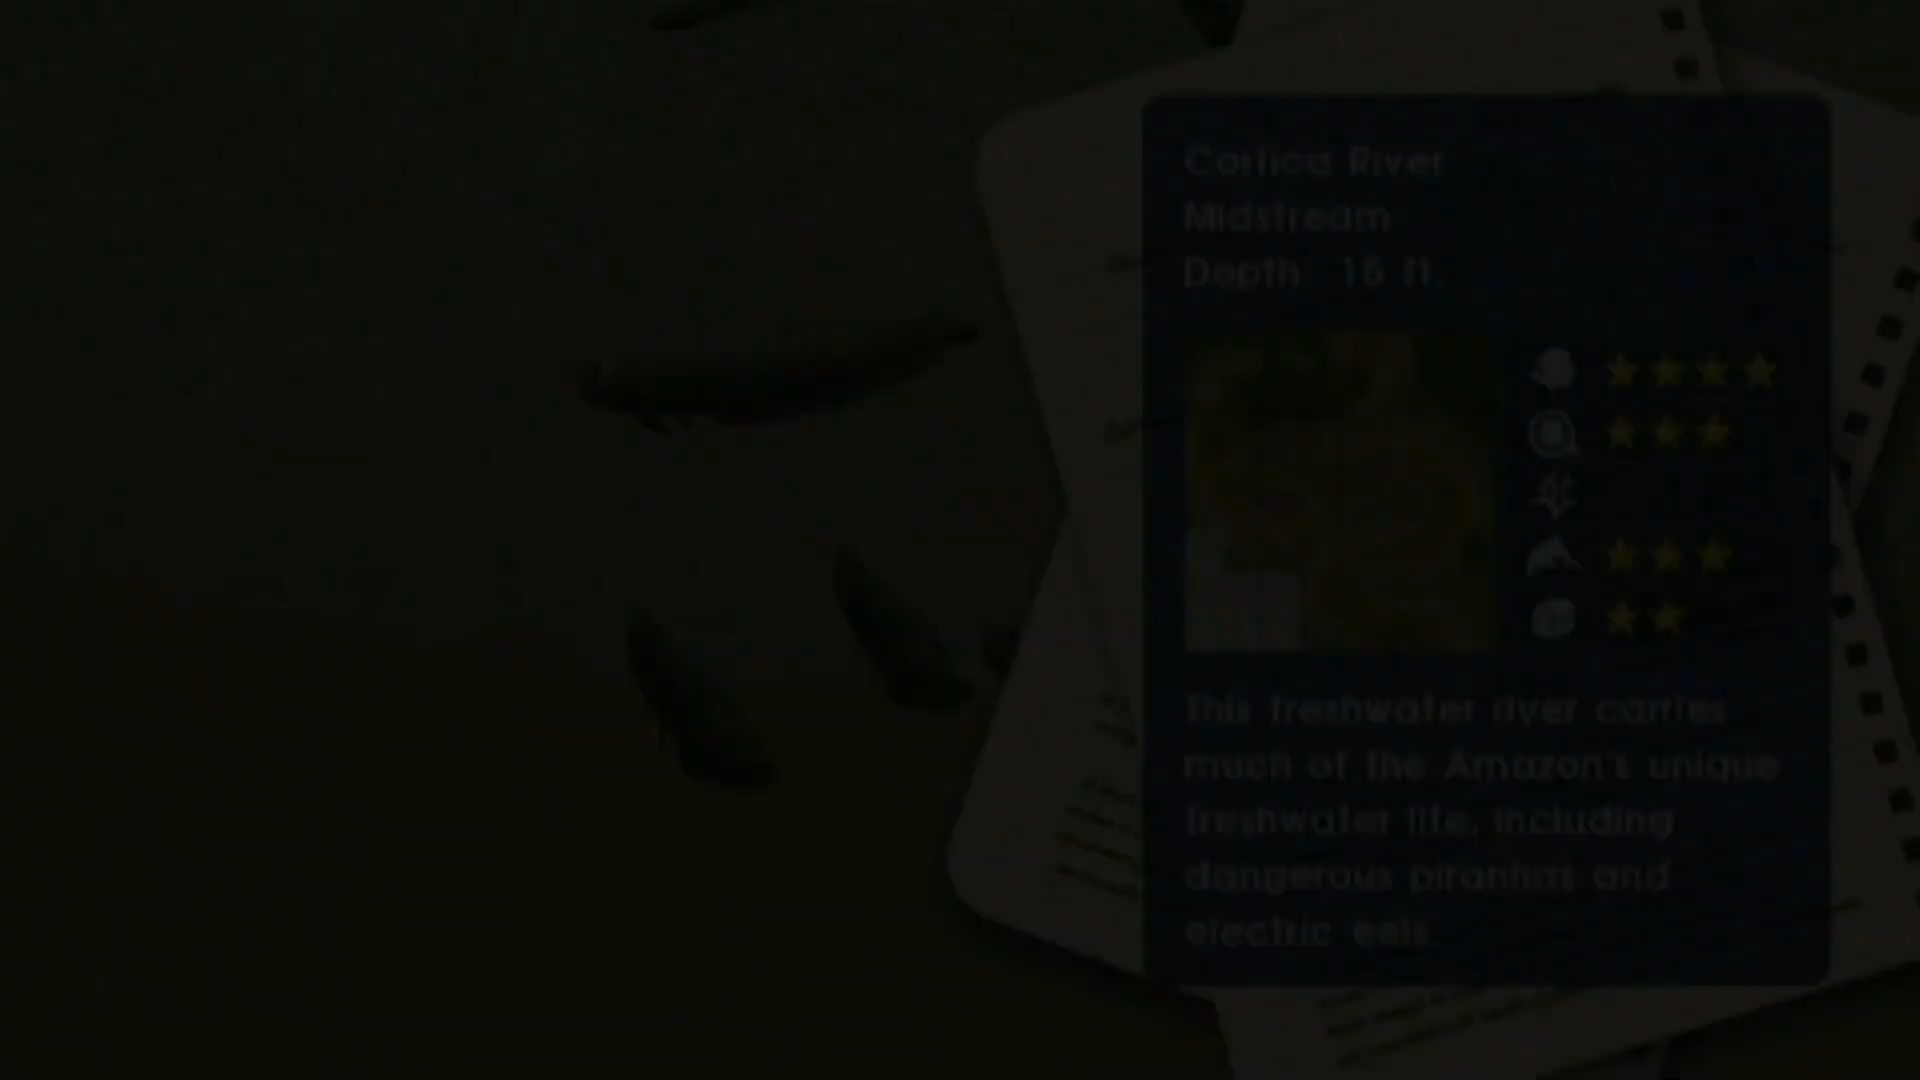 Cortica River
Midstream
Depth: 15 ft.
This freshwater river carries
much of the Amazon's unique
freshwater life, including
dangerous piranhas and
electric eels.